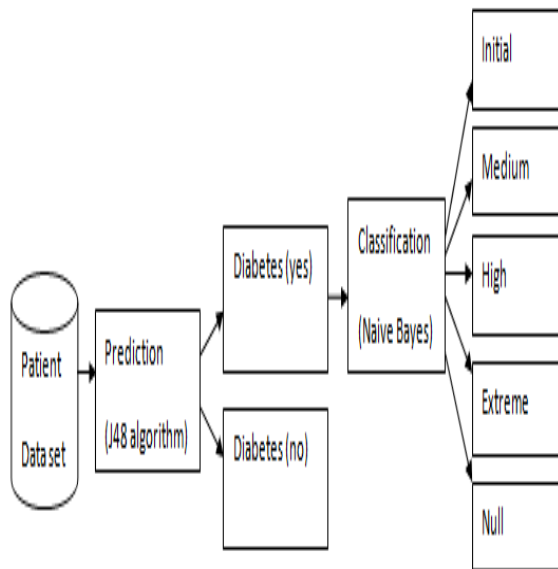 Patient
Data set
Prediction
(J48 algorithm)
Diabetes (yes)
Diabetes (no)
Classification
(Naive Bayes)
Initial
Medium
High
Extreme
Null